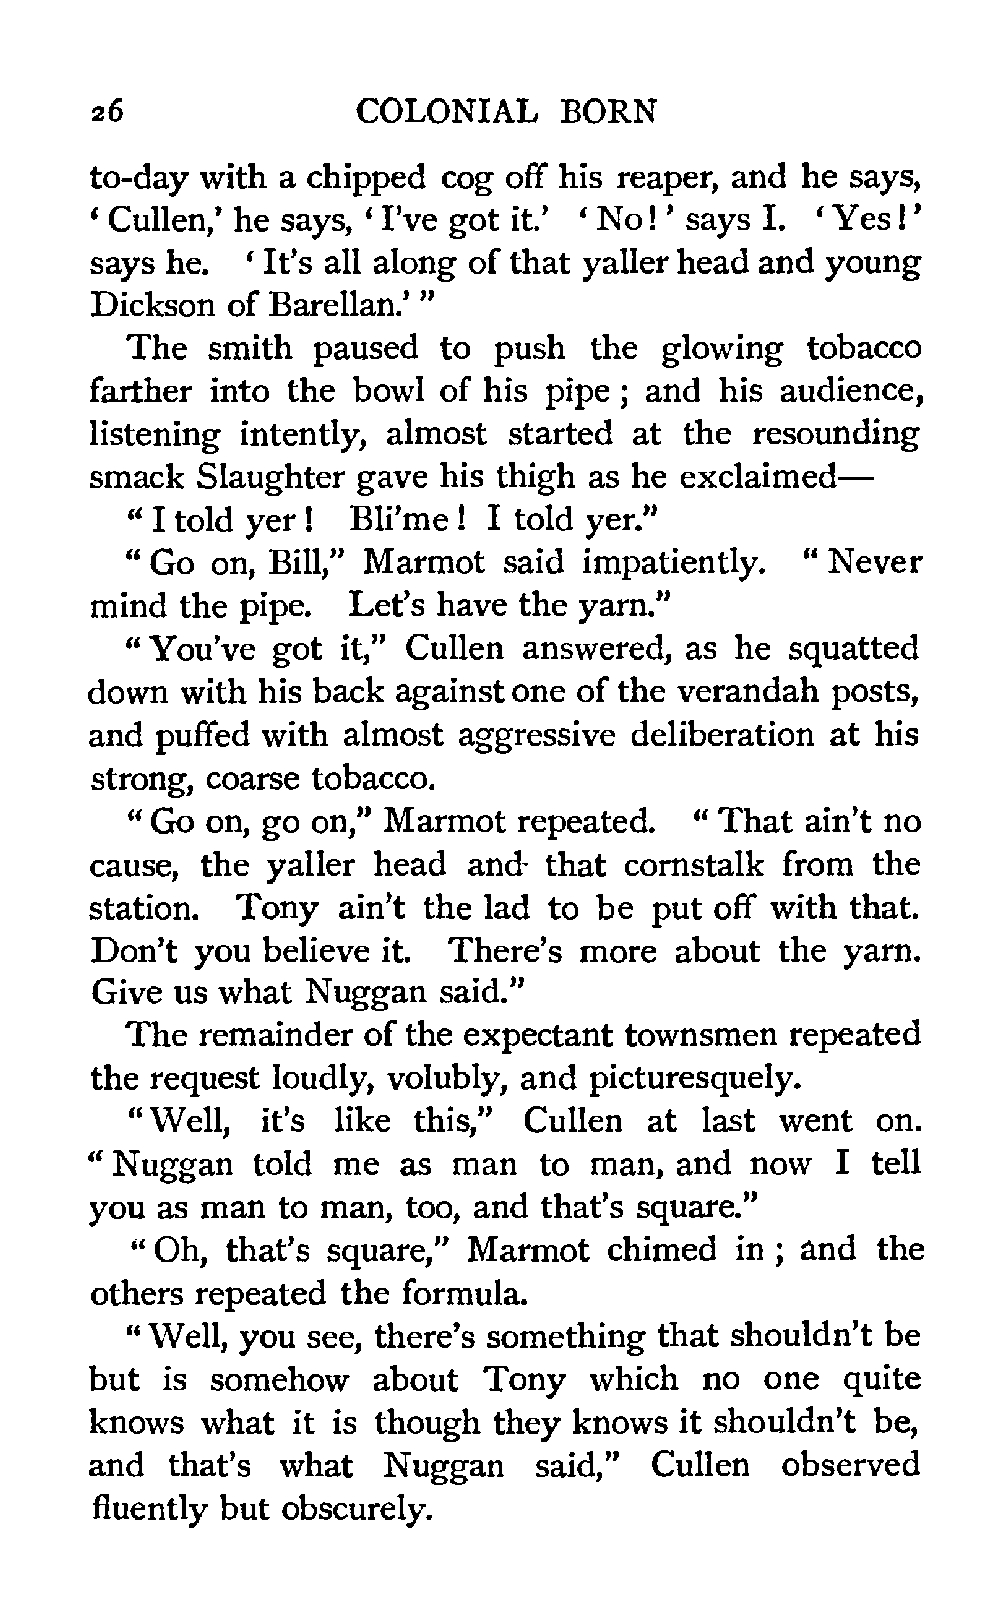 26 COLONIAL BORN
to-day with a chipped cog off his reaper, and he says,
‘ Cullen,’ he says, ‘ I’ve got it.’ ‘ No! ’ says I. ‘ Yes!’
says he. ‘ It’s all along of that yaller head and young
Dickson of Barellan.’ ”
The smith paused to push the glowing tobacco
farther into the bowl of his pipe ; and his audience,
listening intently, almost started at the resounding
smack Slaughter gave his thigh as he exclaimed—
“ I told yer ! Bli’me ! I told yer.”
“ Go on, Bill,” Marmot said impatiently. “ Never
mind the pipe. Let’s have the yarn.”
“ You’ve got it,” Cullen answered, as he squatted
down with his back against one of the verandah posts,
and puffed with almost aggressive deliberation at his
strong, coarse tobacco.
“ Go on, go on,” Marmot repeated. “ That ain’t no
cause, the yaller head and that cornstalk from the
station. Tony ain’t the lad to be put off with that.
Don’t you believe it. There’s more about the yarn.
Give us what Nuggan said.”
The remainder of the expectant townsmen repeated
the request loudly, volubly, and picturesquely.
“ Well, it’s like this,” Cullen at last went on.
“ Nuggan told me as man to man, and now I tell
you as man to man, too, and that’s square.”
“ Oh, that’s square,” Marmot chimed in ; and the
others repeated the formula.
“ Well, you see, there’s something that shouldn’t be
but is somehow about Tony which no one quite
knows what it is though they knows it shouldn’t be,
and that’s what Nuggan said,” Cullen observed
fluently but obscurely.